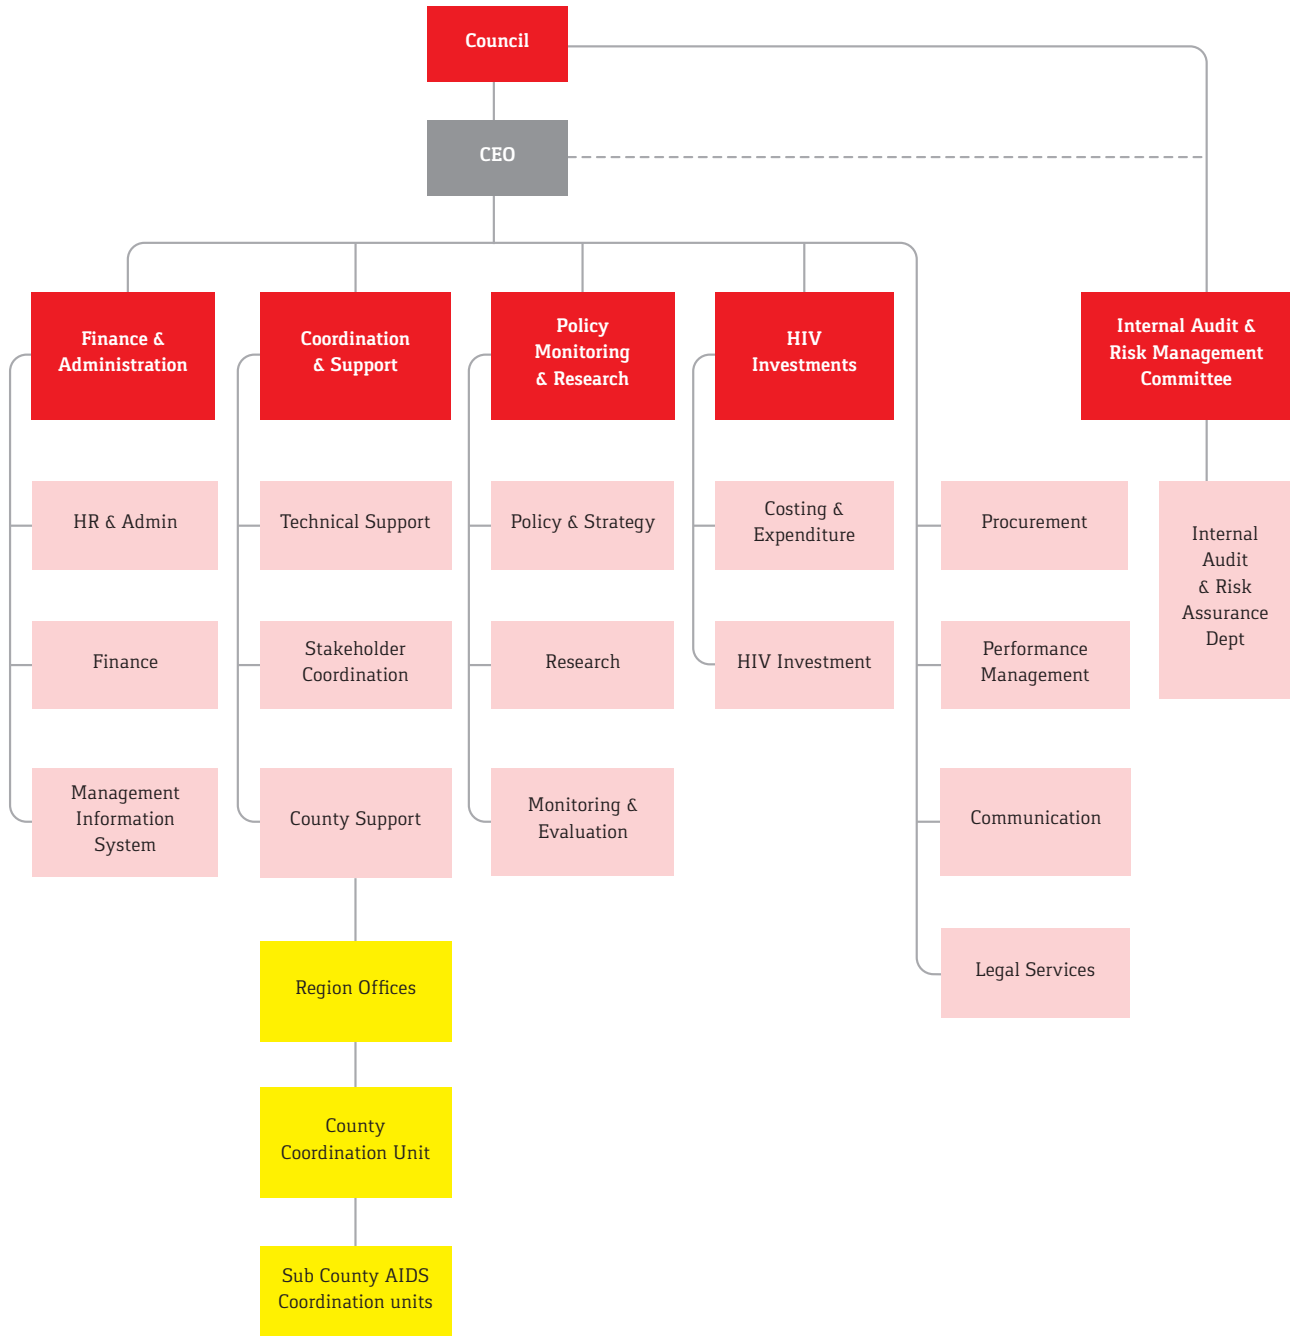 Council
CEO
Finance &
Administration
Coordination
& Support
Policy
Monitoring
& Research
HIV
Investments
Internal Audit &
Risk Management
Committee
HR & Admin
Technical Support
Policy & Strategy
Costing &
Expenditure
Procurement
Internal
Audit
& Risk
Assurance
Dept
Finance
Stakeholder
Coordination
Research
HIV Investment
Performance
Management
Management
Information
System
County Support
Monitoring &
Evaluation
Communication
Region Offices
Legal Services
County
Coordination Unit
Sub County AIDS
Coordination units